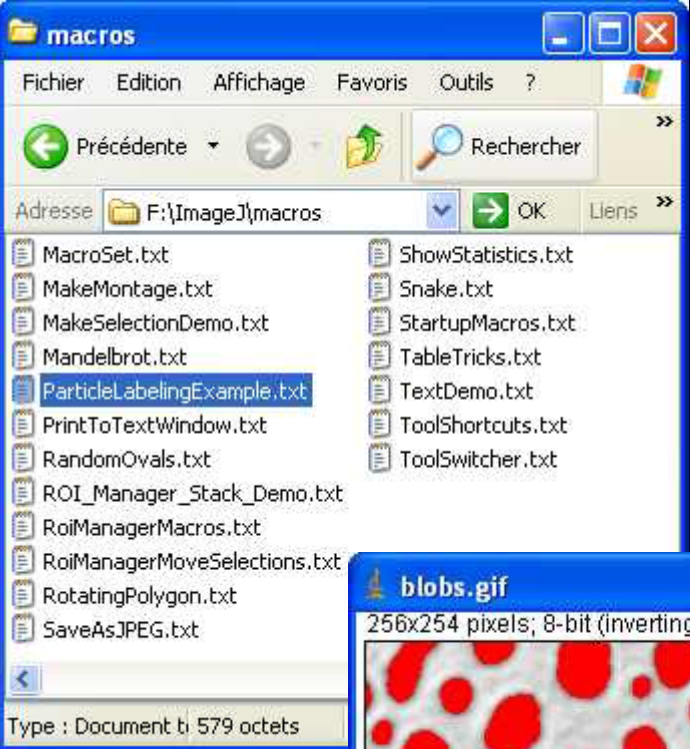 macros
Fichier Edition Affichage Favoris Outils ?
Précédente Rechercher »
Adresse F:\ImageJ\macros OK Liens »
MacroSet.txt
MakeMontage.txt
MakeSelectionDemo.txt
Mandelbrot.txt
ParticleLabelingExample.txt
PrintToTextWindow.txt
RandomOvals.txt
ROI_Manager_Stack_Demo.txt
RoiManagerMacros.txt
RoiManagerMoveSelections.txt
RotatingPolygon.txt
SaveAsJPEG.txt
ShowStatistics.txt
Snake.txt
StartupMacros.txt
TableTricks.txt
TextDemo.txt
ToolShortcuts.txt
ToolSwitcher.txt
Type : Document t 579 octets
blobs.gif
256x254 pixels; 8-bit (inverting